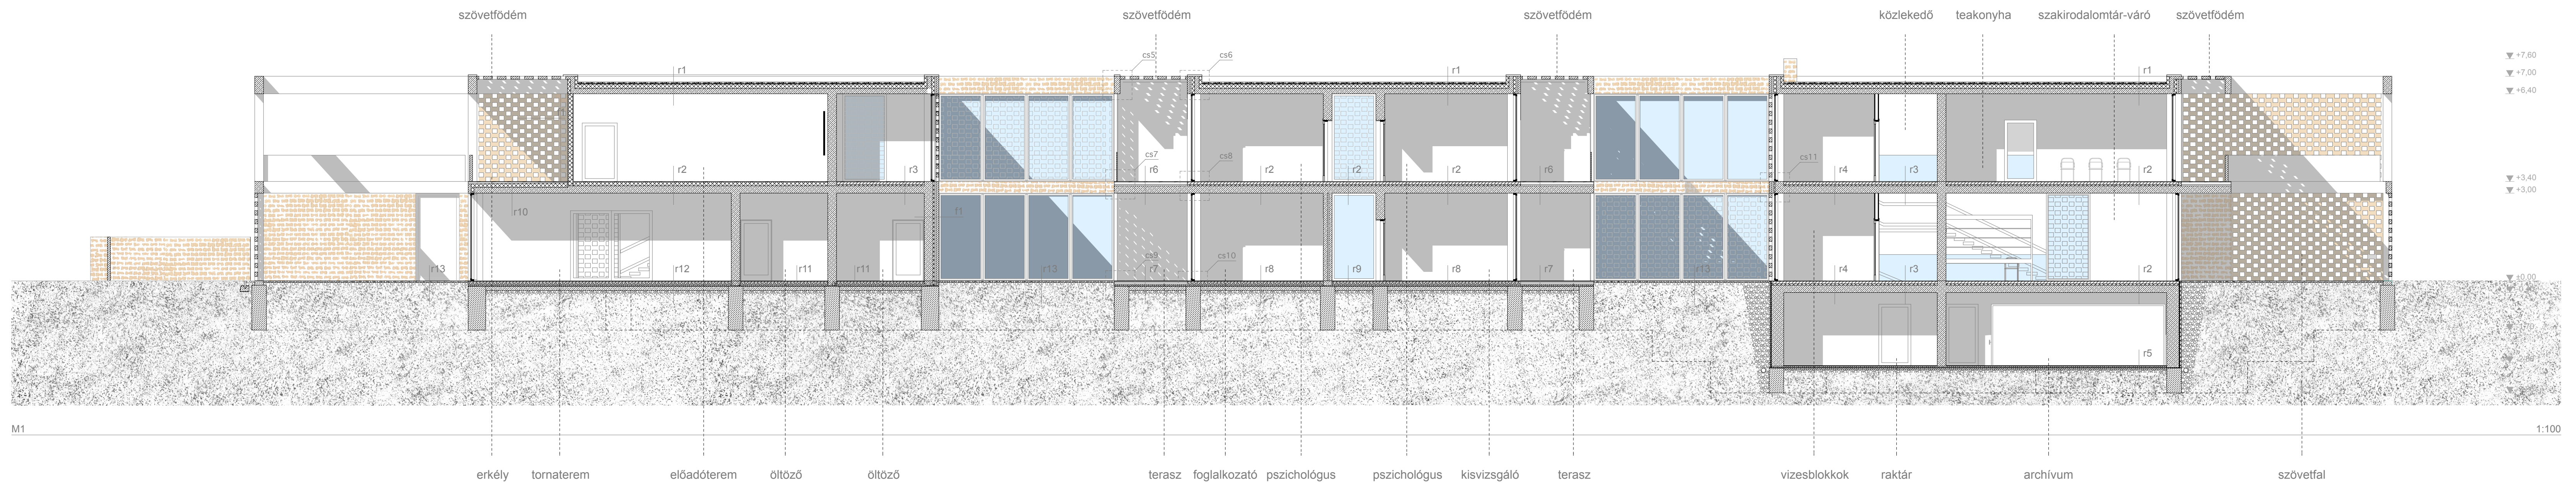 szövetfödém szövetfödém szövetfödém közlekedő teakonyha szakirodalomtár-váró szövetfödém
cs5 cs6 +7,60
r1 r1 r1 +7,00
+6,40
cs7 cs8 cs11
r2 r3 r6 r2 r2 r2 r6 r4 r3 r2
+3,40
+3,00
r10 f1
cs9 cs10
r13 r12 r11 r11 r13 r7 r8 r9 r8 r7 r13 r4 r3 r2
±0,00
r5
M1 1:100
erkély tornaterem előadóterem öltöző öltöző terasz foglalkozató pszichológus pszichológus kisvizsgáló terasz vizesblokkok raktár archívum szövetfal